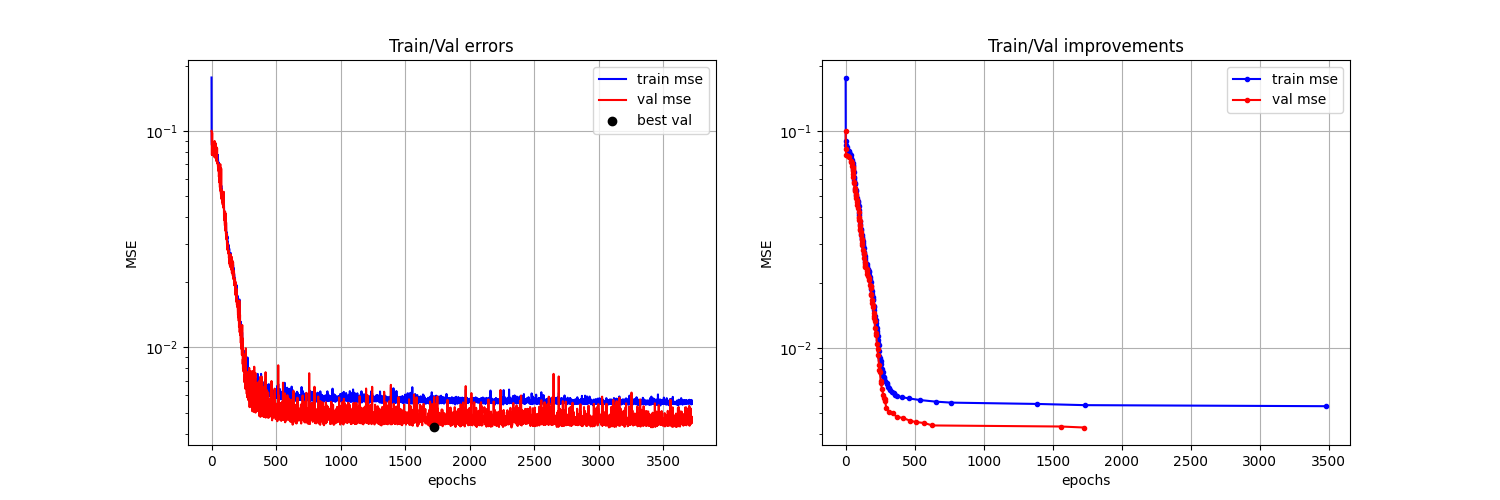 Train/Val errors
train mse
val mse
best val
10⁻¹
10⁻²
MSE
0 500 1000 1500 2000 2500 3000 3500
epochs
Train/Val improvements
train mse
val mse
10⁻¹
10⁻²
MSE
0 500 1000 1500 2000 2500 3000 3500
epochs